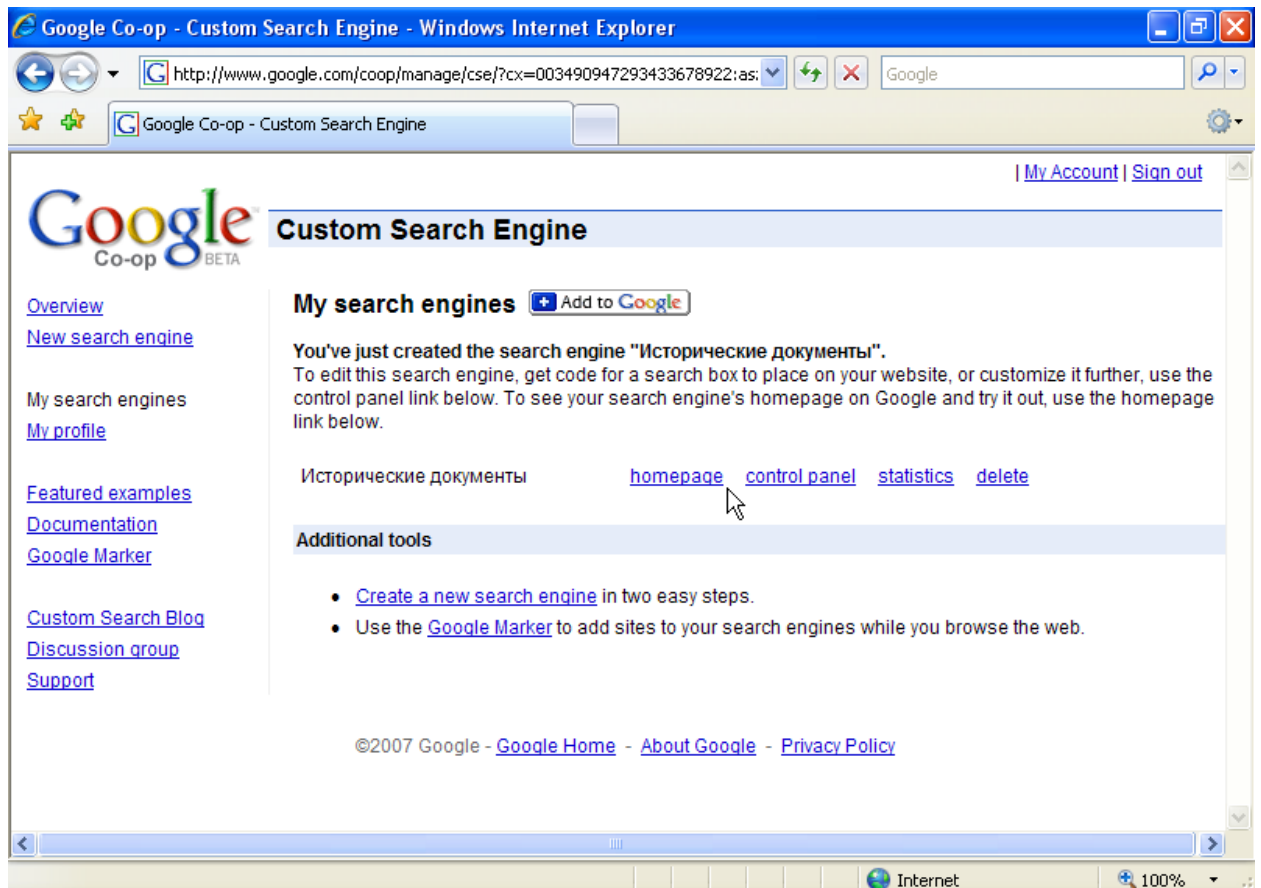 Google Co-op - Custom Search Engine - Windows Internet Explorer
http://www.google.com/coop/manage/cse/?cx=003490947293433678922:as:
Google
Google Co-op - Custom Search Engine
| My Account | Sign out
Google™
Co-op BETA
Custom Search Engine
Overview
New search engine
My search engines
My profile
Featured examples
Documentation
Google Marker
Custom Search Blog
Discussion group
Support
My search engines Add to Google
You've just created the search engine "Исторические документы".
To edit this search engine, get code for a search box to place on your website, or customize it further, use the
control panel link below. To see your search engine's homepage on Google and try it out, use the homepage
link below.
Исторические документы homepage control panel statistics delete
Additional tools
• Create a new search engine in two easy steps.
• Use the Google Marker to add sites to your search engines while you browse the web.
©2007 Google - Google Home - About Google - Privacy Policy
Internet 100%